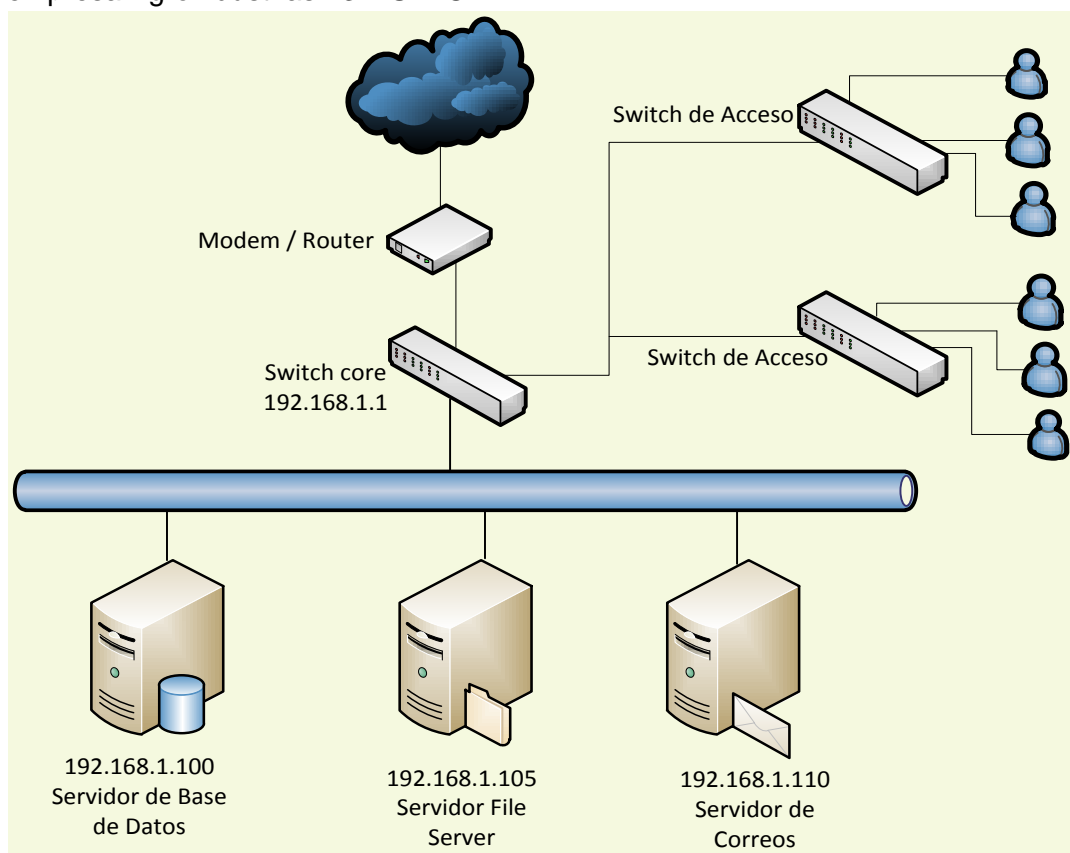 Switch de Acceso
Modem / Router
Switch de Acceso
Switch core
192.168.1.1
192.168.1.100
Servidor de Base
de Datos
192.168.1.105
Servidor File
Server
192.168.1.110
Servidor de
Correos